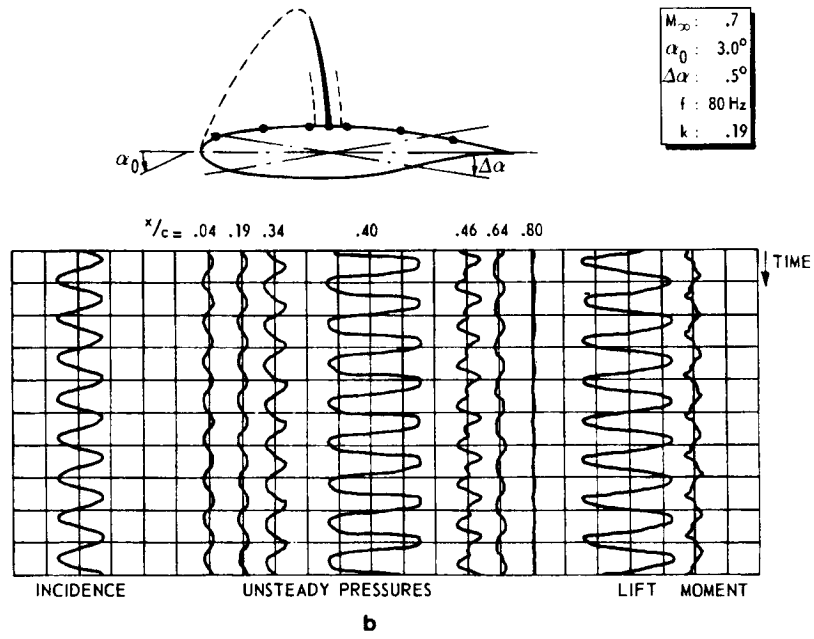 M∞ : .7
α₀ : 3.0°
Δα : .5°
f : 80 Hz
k : .19
α₀
Δα
x/c = .04 .19 .34 .40 .46 .64 .80
TIME
INCIDENCE UNSTEADY PRESSURES LIFT MOMENT
b